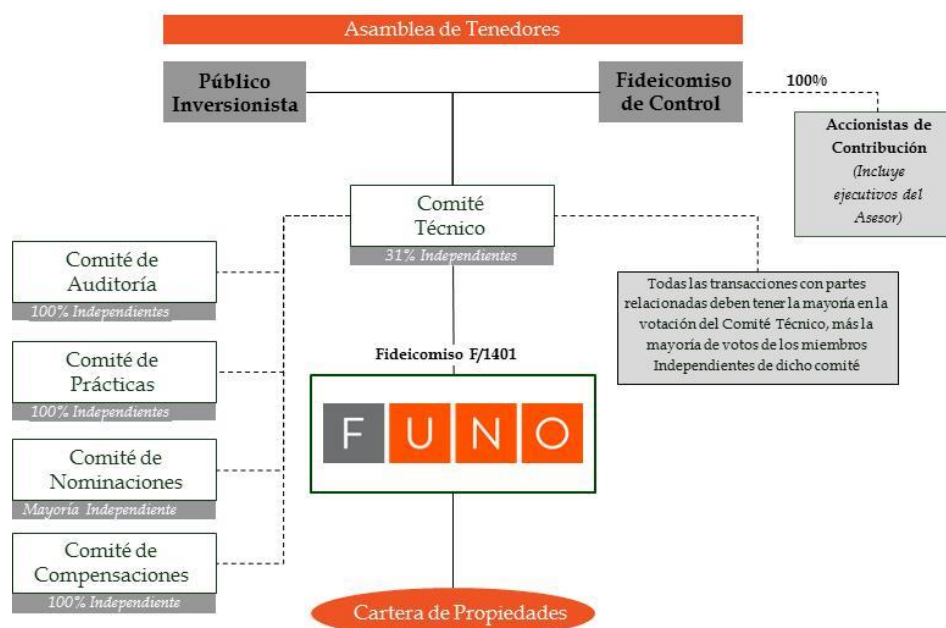 Asamblea de Tenedores
Público
Inversionista
Fideicomiso
de Control
100%
Accionistas de
Contribución
(Incluye
ejecutivos del
Asesor)
Comité
Técnico
31% Independientes
Comité de
Auditoría
100% Independientes
Comité de
Prácticas
100% Independientes
Comité de
Nominaciones
Mayoría Independiente
Comité de
Compensaciones
100% Independiente
Todas las transacciones con partes
relacionadas deben tener la mayoría en la
votación del Comité Técnico, más la
mayoría de votos de los miembros
Independientes de dicho comité
Fideicomiso F/1401
FUNO
Cartera de Propiedades